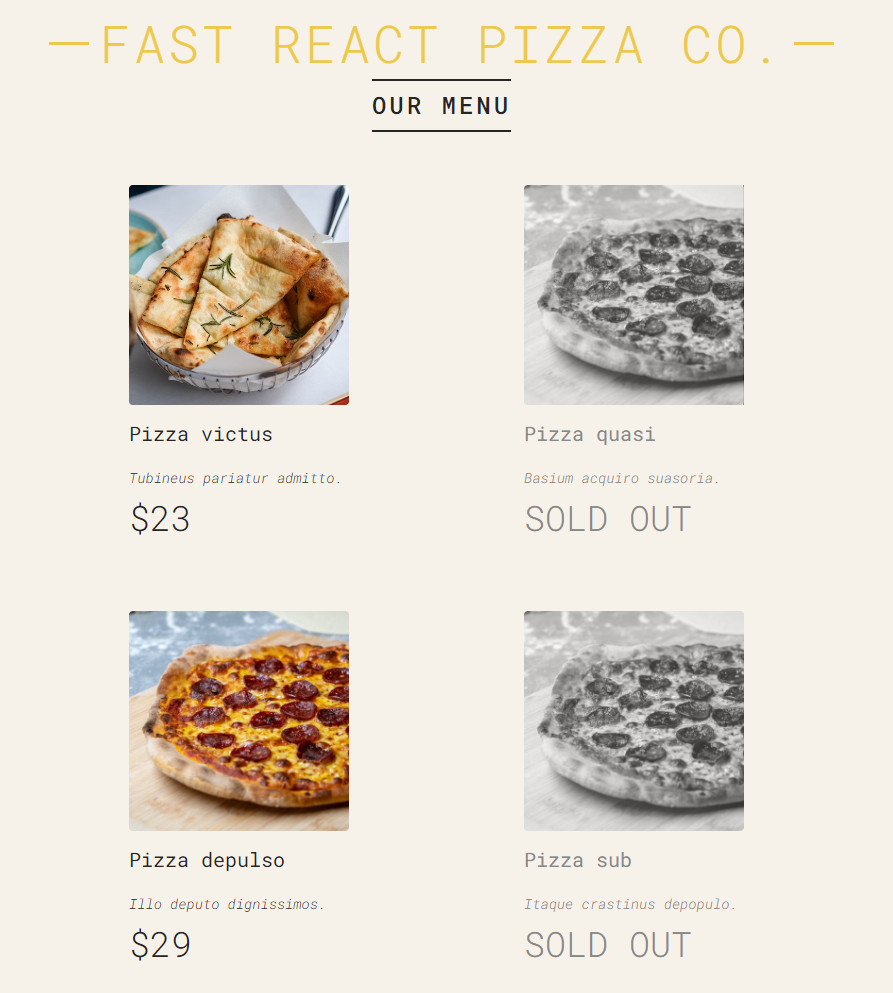 — FAST REACT PIZZA CO. —
OUR MENU
Pizza victus
Tubineus pariatur admitto.
$23
Pizza quasi
Basium acquiro suasoria.
SOLD OUT
Pizza depulso
Illo deputo dignissimos.
$29
Pizza sub
Itaque crastinus depopulo.
SOLD OUT